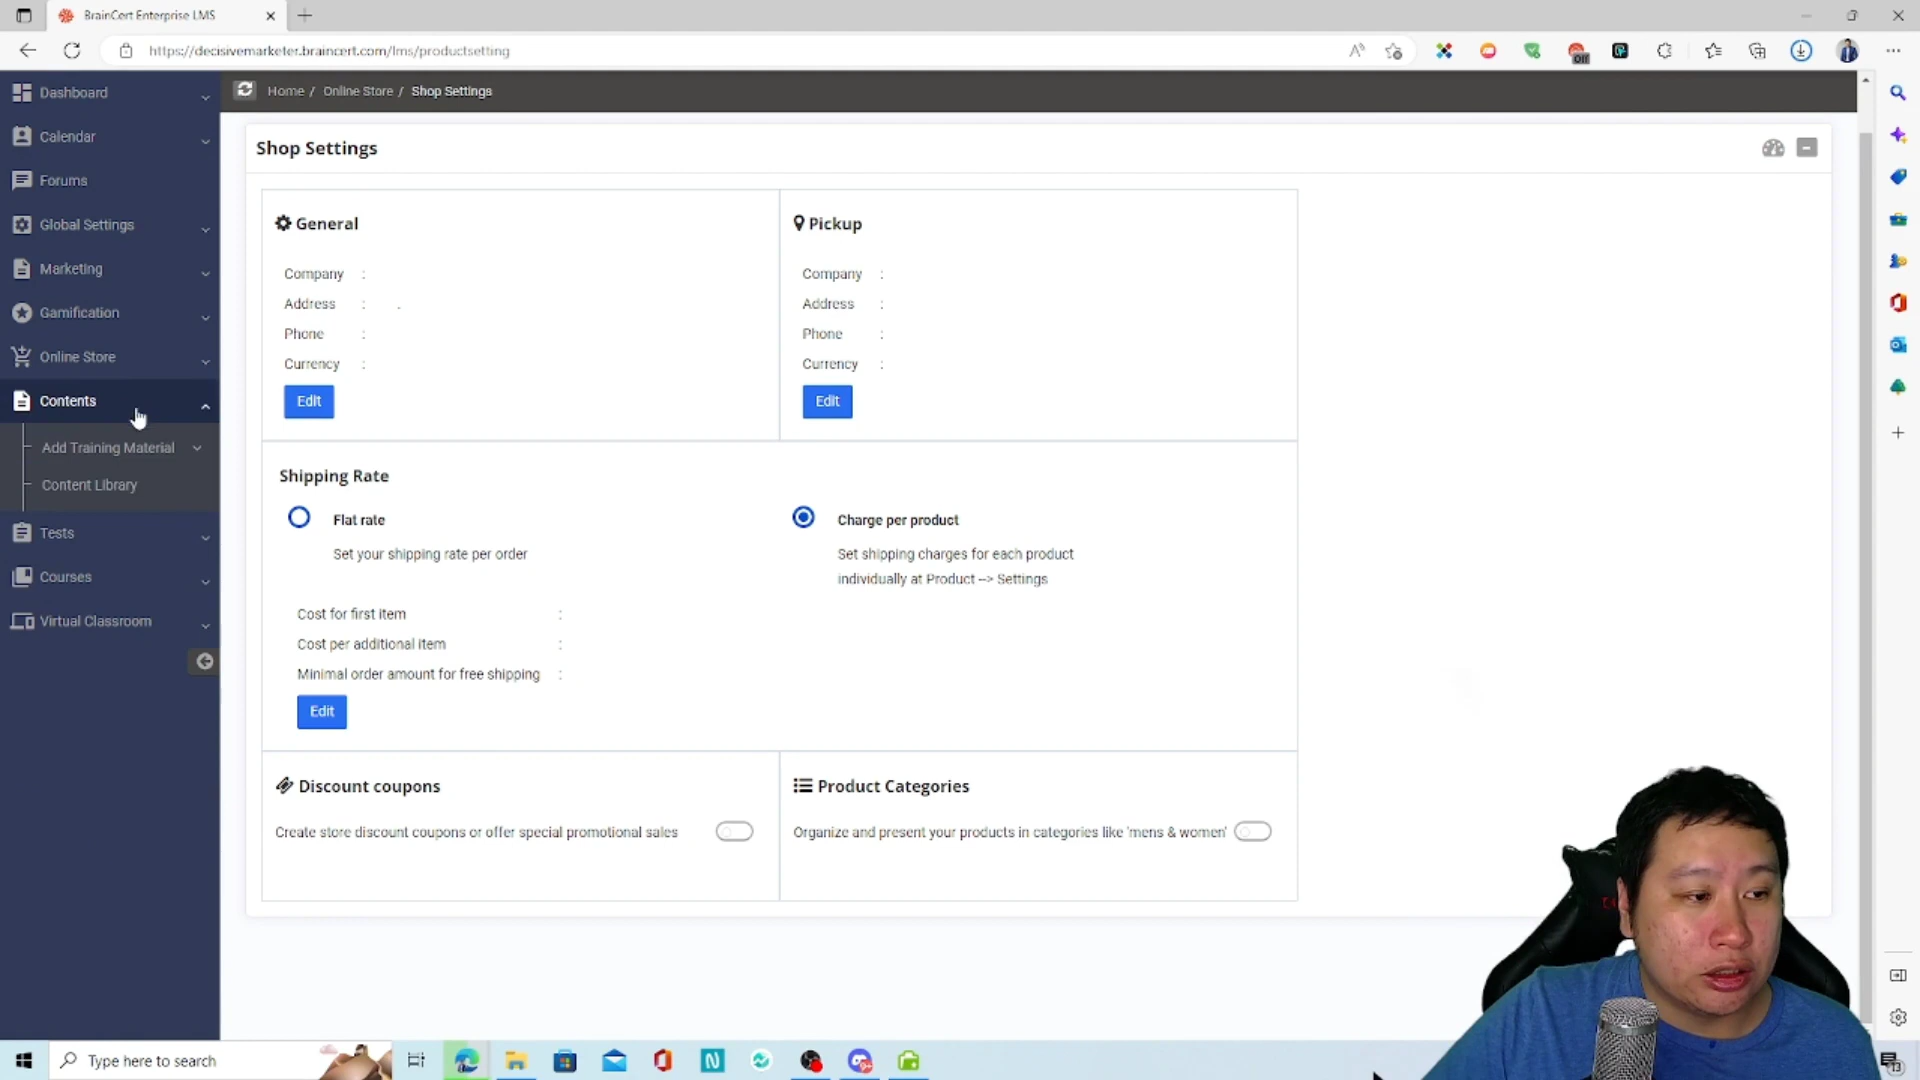 BrainCert Enterprise LMS
https://decisivemarketer.braincert.com/lms/productsetting
Dashboard
Calendar
Forums
Global Settings
Marketing
Gamification
Online Store
Contents
Add Training Material
Content Library
Tests
Courses
Virtual Classroom
Home / Online Store / Shop Settings
Shop Settings
General
Company :
Address : .
Phone :
Currency :
Edit
Pickup
Company :
Address :
Phone :
Currency :
Edit
Shipping Rate
Flat rate
Set your shipping rate per order
Charge per product
Set shipping charges for each product
individually at Product --> Settings
Cost for first item :
Cost per additional item :
Minimal order amount for free shipping :
Edit
Discount coupons
Create store discount coupons or offer special promotional sales
Product Categories
Organize and present your products in categories like 'mens & women'
Type here to search
13